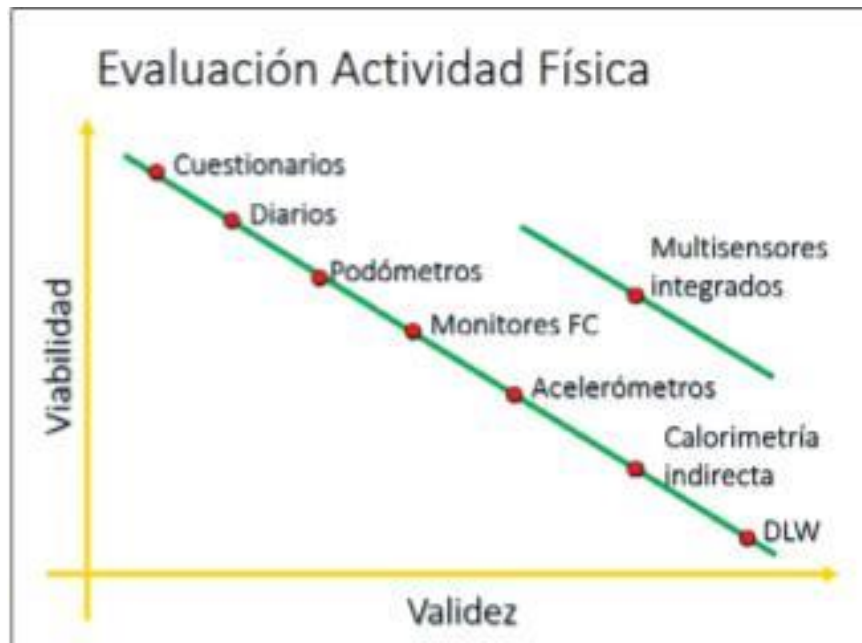 Evaluación Actividad Física
Cuestionarios
Diarios
Podómetros
Monitores FC
Acelerómetros
Multisensores
integrados
Calorimetría
indirecta
DLW
Viabilidad
Validez